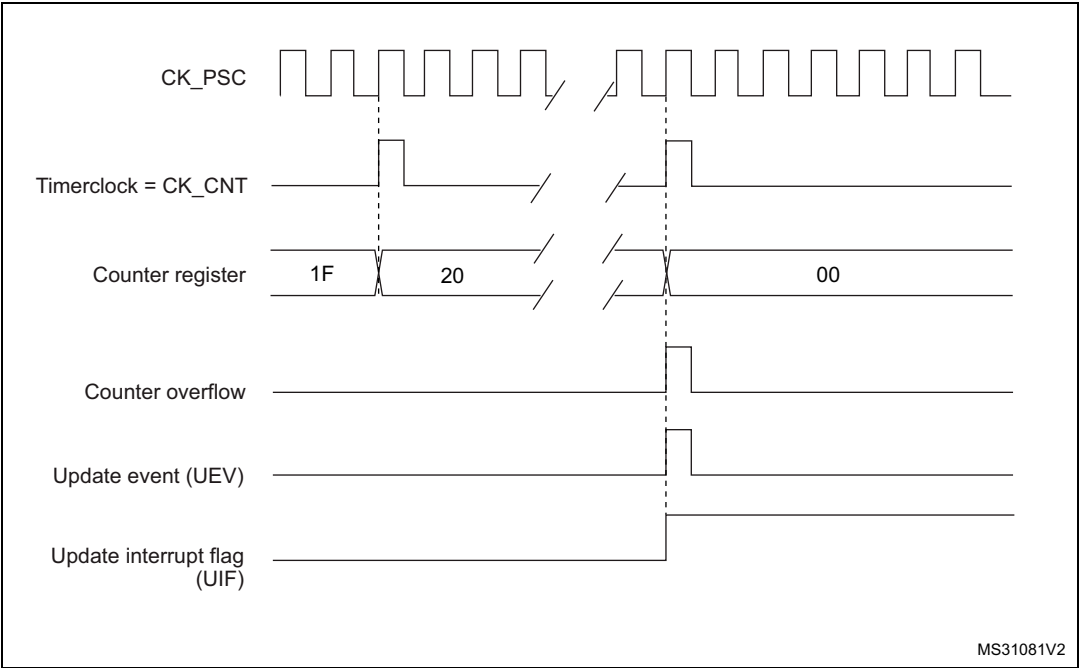 CK_PSC
Timerclock = CK_CNT
Counter register
1F
20
00
Counter overflow
Update event (UEV)
Update interrupt flag
(UIF)
MS31081V2